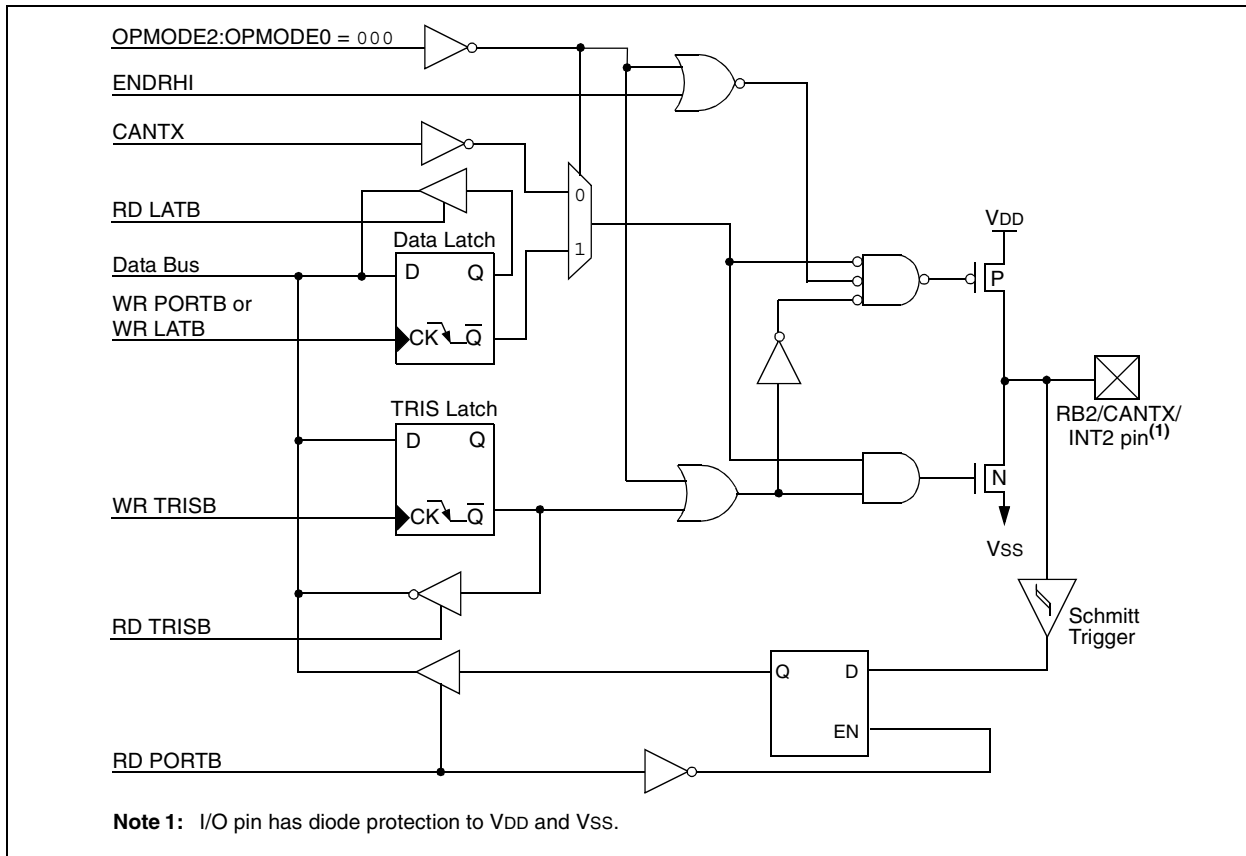 OPMODE2:OPMODE0 = 000
ENDRHI
CANTX
RD LATB
Data Bus
WR PORTB or
WR LATB
Data Latch
D Q
CK Q
0
1
TRIS Latch
D Q
CK Q
WR TRISB
RD TRISB
RD PORTB
VDD
P
N
VSS
RB2/CANTX/
INT2 pin(1)
Schmitt
Trigger
Q D
EN
Note 1: I/O pin has diode protection to VDD and VSS.